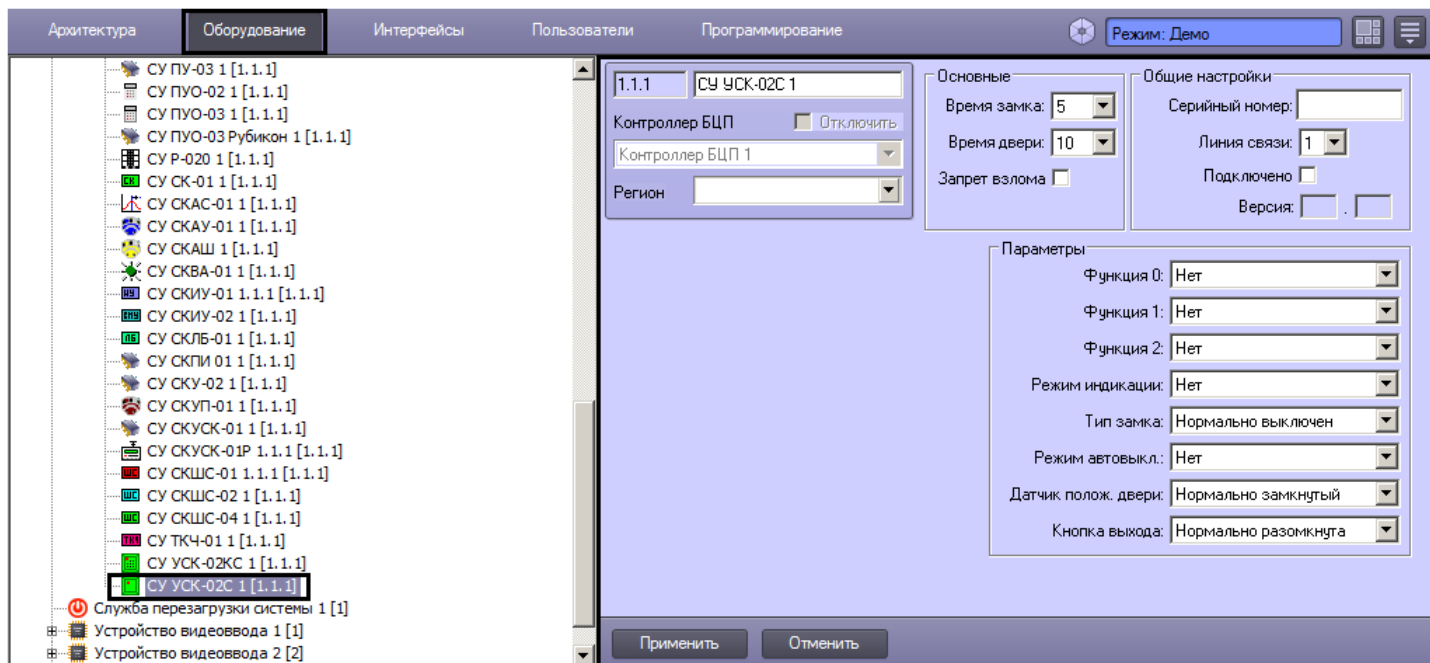 Архитектура Оборудование Интерфейсы Пользователи Программирование Режим: Демо
СУ ПУ-03 1 [1.1.1]
СУ ПУО-02 1 [1.1.1]
СУ ПУО-03 1 [1.1.1]
СУ ПУО-03 Рубикон 1 [1.1.1]
СУ Р-020 1 [1.1.1]
СК СУ СК-01 1 [1.1.1]
СУ СКАС-01 1 [1.1.1]
СУ СКАУ-01 1 [1.1.1]
СУ СКАШ 1 [1.1.1]
СУ СКВА-01 1 [1.1.1]
ИУ СУ СКИУ-01 1.1.1 [1.1.1]
СУ СКИУ-02 1 [1.1.1]
ЛБ СУ СКЛБ-01 1 [1.1.1]
СУ СКПИ 01 1 [1.1.1]
СУ СКУ-02 1 [1.1.1]
СУ СКУП-01 1 [1.1.1]
СУ СКУСК-01 1 [1.1.1]
СУ СКУСК-01Р 1.1.1 [1.1.1]
ШС СУ СКШС-01 1.1.1 [1.1.1]
ШС СУ СКШС-02 1 [1.1.1]
ШС СУ СКШС-04 1 [1.1.1]
ТКЧ СУ ТКЧ-01 1 [1.1.1]
СУ УСК-02КС 1 [1.1.1]
СУ УСК-02С 1 [1.1.1]
Служба перезагрузки системы 1 [1]
Устройство видеоввода 1 [1]
Устройство видеоввода 2 [2]
1.1.1 СУ УСК-02С 1
Контроллер БЦП Отключить
Контроллер БЦП 1
Регион
Основные
Время замка: 5
Время двери: 10
Запрет взлома
Общие настройки
Серийный номер:
Линия связи: 1
Подключено
Версия: .
Параметры
Функция 0: Нет
Функция 1: Нет
Функция 2: Нет
Режим индикации: Нет
Тип замка: Нормально выключен
Режим автовыкл.: Нет
Датчик полож. двери: Нормально замкнутый
Кнопка выхода: Нормально разомкнута
Применить Отменить